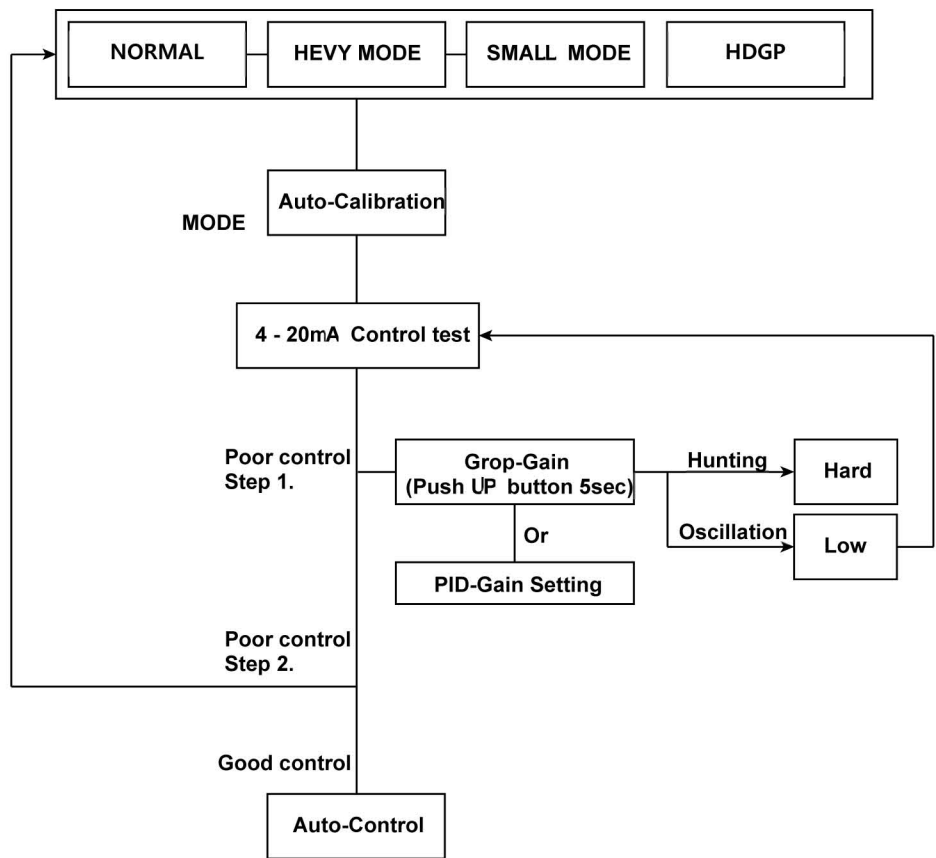 NORMAL
HEVY MODE
SMALL MODE
HDGP
Auto-Calibration
MODE
4 - 20mA Control test
Poor control
Step 1.
Grop-Gain
(Push UP button 5sec)
Hunting
Hard
Oscillation
Low
Or
PID-Gain Setting
Poor control
Step 2.
Good control
Auto-Control